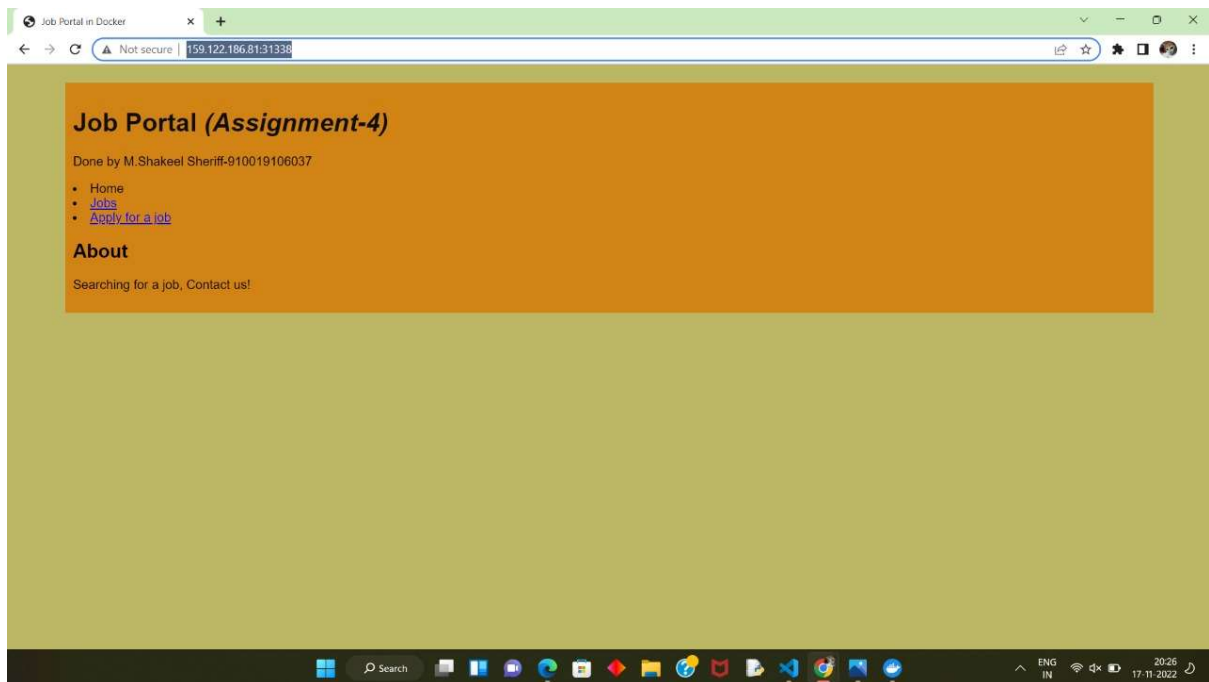 Job Portal in Docker
Not secure | 159.122.186.81:31338
Job Portal (Assignment-4)
Done by M.Shakeel Sheriff-910019106037
• Home
• Jobs
• Apply for a job
About
Searching for a job, Contact us!
Search
ENG
IN
20:26
17-11-2022